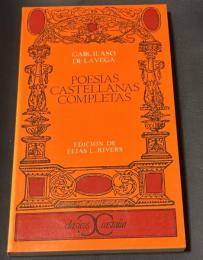 GARCILASO
DE LA VEGA
POESÍAS
CASTELLANAS
COMPLETAS
EDICIÓN DE
ELIAS L. RIVERS
clásicos Castalia